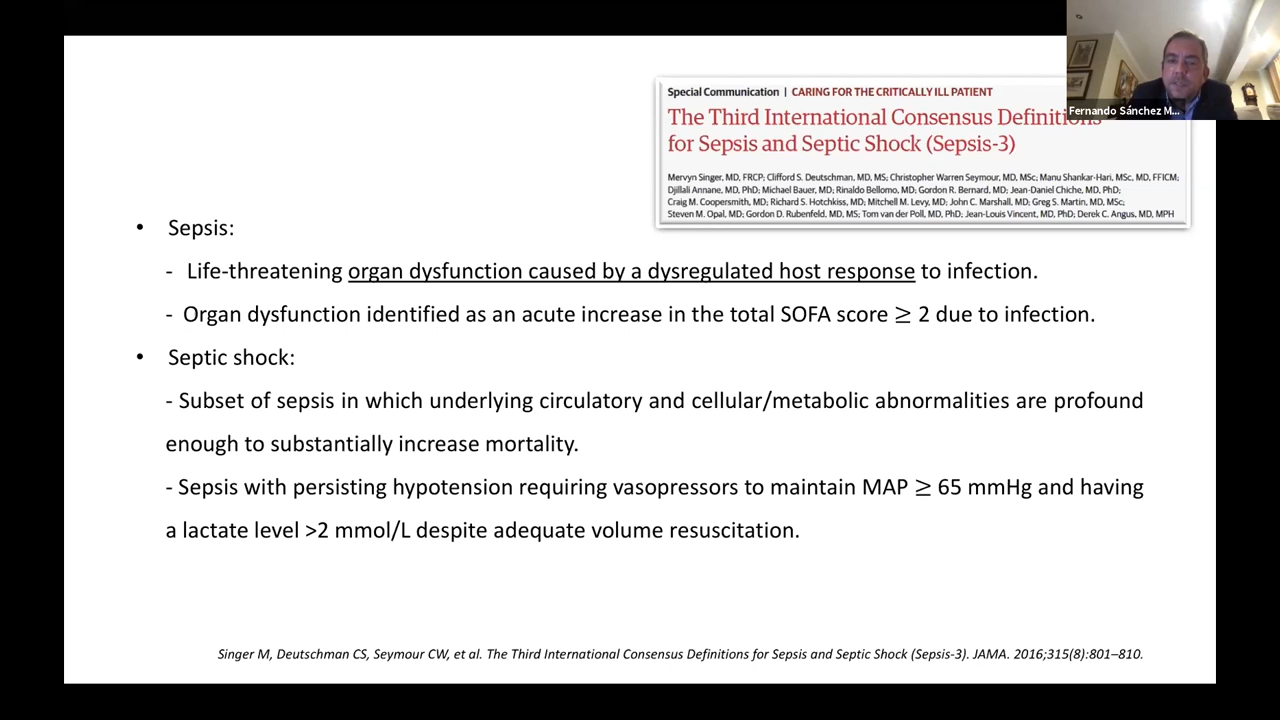 Special Communication | CARING FOR THE CRITICALLY ILL PATIENT
The Third International Consensus Definitions
for Sepsis and Septic Shock (Sepsis-3)
Mervyn Singer, MD, FRCP; Clifford S. Deutschman, MD, MS; Christopher Warren Seymour, MD, MSc; Manu Shankar-Hari, MSc, MD, FFICM;
Djillali Annane, MD, PhD; Michael Bauer, MD; Rinaldo Bellomo, MD; Gordon R. Bernard, MD; Jean-Daniel Chiche, MD, PhD;
Craig M. Coopersmith, MD; Richard S. Hotchkiss, MD; Mitchell M. Levy, MD; John C. Marshall, MD; Greg S. Martin, MD, MSc;
Steven M. Opal, MD; Gordon D. Rubenfeld, MD, MS; Tom van der Poll, MD, PhD; Jean-Louis Vincent, MD, PhD; Derek C. Angus, MD, MPH
Fernando Sánchez M...
• Sepsis:
- Life-threatening organ dysfunction caused by a dysregulated host response to infection.
- Organ dysfunction identified as an acute increase in the total SOFA score ≥ 2 due to infection.
• Septic shock:
- Subset of sepsis in which underlying circulatory and cellular/metabolic abnormalities are profound
enough to substantially increase mortality.
- Sepsis with persisting hypotension requiring vasopressors to maintain MAP ≥ 65 mmHg and having
a lactate level >2 mmol/L despite adequate volume resuscitation.
Singer M, Deutschman CS, Seymour CW, et al. The Third International Consensus Definitions for Sepsis and Septic Shock (Sepsis-3). JAMA. 2016;315(8):801–810.